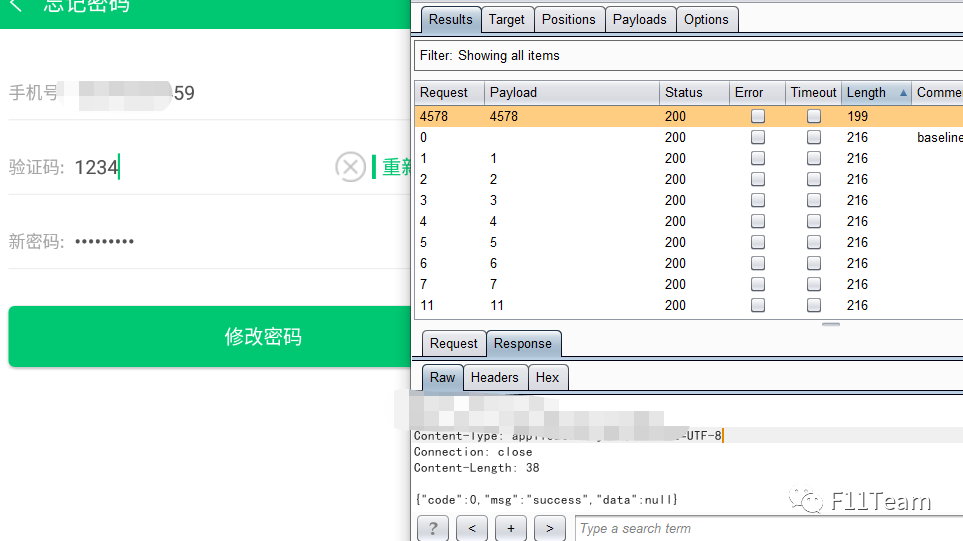 忘记密码
手机号 59
验证码: 1234 重新
新密码: •••••••••
修改密码
Results Target Positions Payloads Options
Filter: Showing all items
Request Payload Status Error Timeout Length ▲ Comme
4578 4578 200 199
0 200 216 baseline
1 1 200 216
2 2 200 216
3 3 200 216
4 4 200 216
5 5 200 216
6 6 200 216
7 7 200 216
11 11 200 216
Request Response
Raw Headers Hex
Content-Type: applic -UTF-8
Connection: close
Content-Length: 38
{"code":0,"msg":"success","data":null}
F11Team
? < + > Type a search term